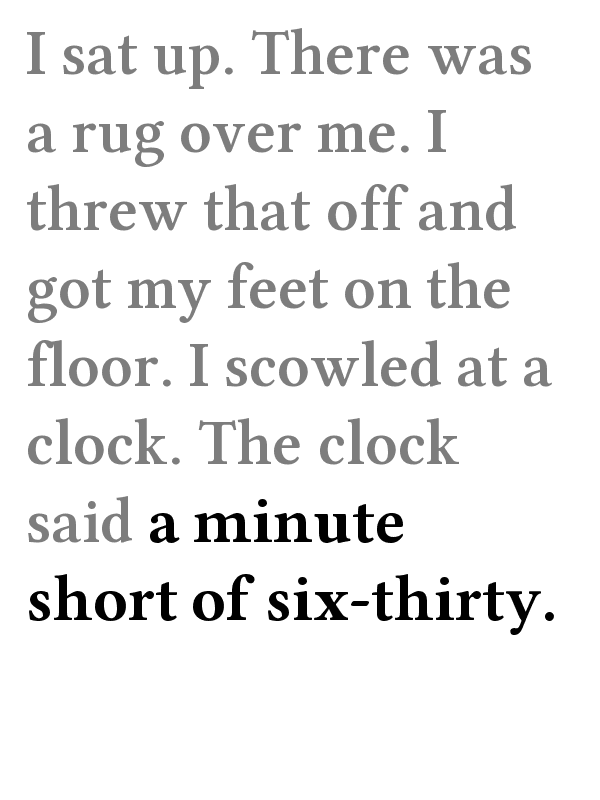 I sat up. There was
a rug over me. I
threw that off and
got my feet on the
floor. I scowled at a
clock. The clock
said a minute
short of six-thirty.